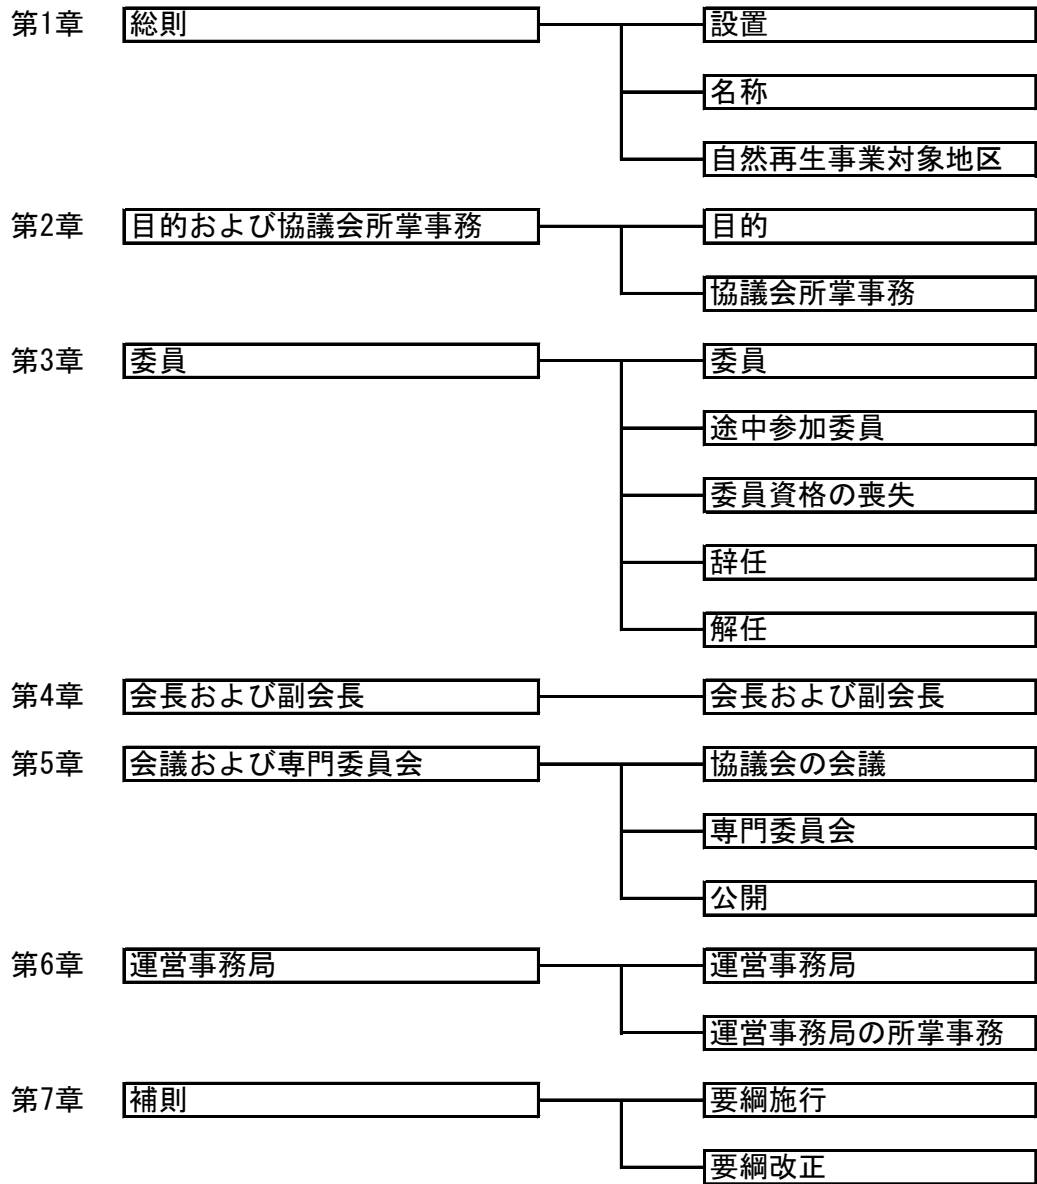 第1章 総則 設置
名称
自然再生事業対象地区
第2章 目的および協議会所掌事務 目的
協議会所掌事務
第3章 委員 委員
途中参加委員
委員資格の喪失
辞任
解任
第4章 会長および副会長 会長および副会長
第5章 会議および専門委員会 協議会の会議
専門委員会
公開
第6章 運営事務局 運営事務局
運営事務局の所掌事務
第7章 補則 要綱施行
要綱改正